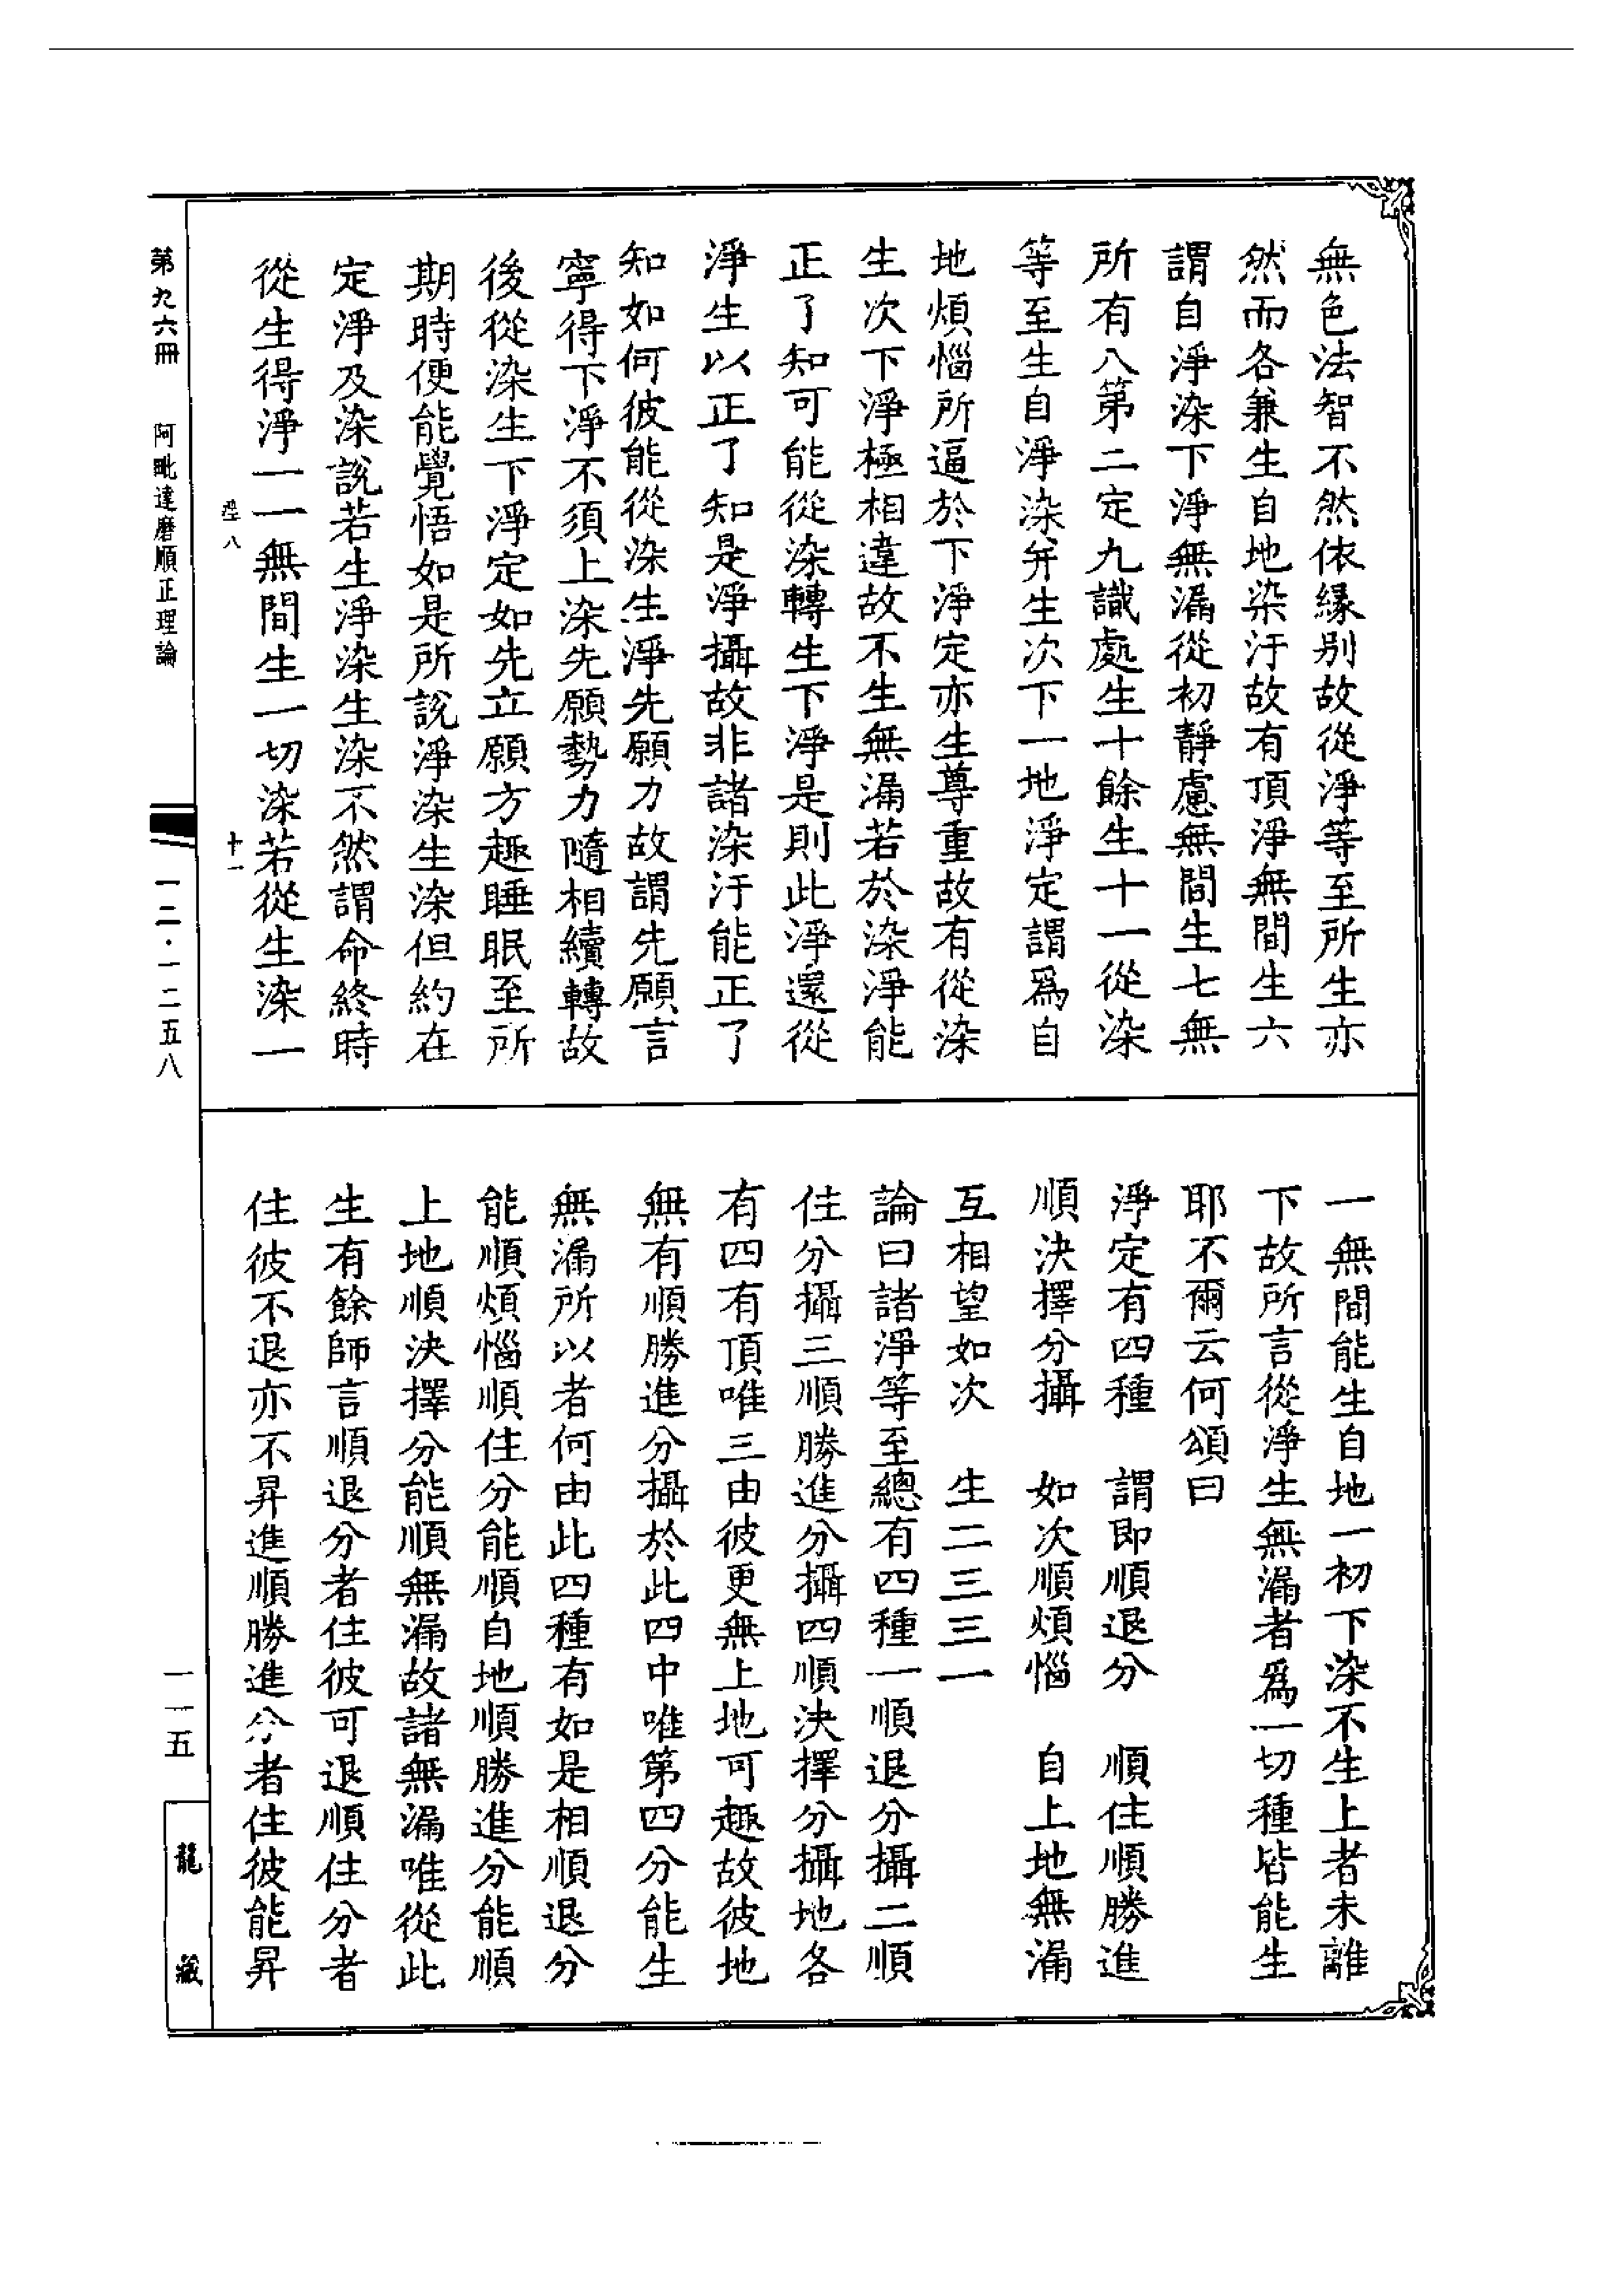 無色法智不然依縁别故從淨等至所生亦
然而各兼生自地染汙故有頂淨無間生六
謂自淨染下淨無漏從初靜慮無間生七無
所有八第二定九識處生十餘生十一從染
等至生自淨染并生次下一地淨定謂爲自
地煩惱所逼於下淨定亦生尊重故有從染
生次下淨極相違故不生無漏若於染淨能
正了知可能從染轉生下淨是則此淨還從
淨生以正了知是淨攝故非諸染汙能正了
知如何彼能從染生淨先願力故謂先願言
寧得下淨不須上染先願勢力隨相續轉故
後從染生下淨定如先立願方趣睡眠至所
期時便能覺悟如是所說淨染生染但約在
定淨及染說若生淨染生染不然謂命終時
從生得淨一一無間生一切染若從生染一
一無間能生自地一初下染不生上者未離
下故所言從淨生無漏者爲一切種皆能生
耶不爾云何頌曰
淨定有四種　謂即順退分　順住順勝進
順決擇分攝　如次順煩惱　自上地無漏
互相望如次　生二三三一
論曰諸淨等至總有四種一順退分攝二順
住分攝三順勝進分攝四順決擇分攝地各
有四有頂唯三由彼更無上地可趣故彼地
無有順勝進分攝於此四中唯第四分能生
無漏所以者何由此四種有如是相順退分
能順煩惱順住分能順自地順勝進分能順
上地順決擇分能順無漏故諸無漏唯從此
生有餘師言順退分者住彼可退順住分者
住彼不退亦不昇進順勝進分者住彼能昇
八
十一
第九六冊　阿毗達磨順正理論
一二·一二五八
一一五
龍藏